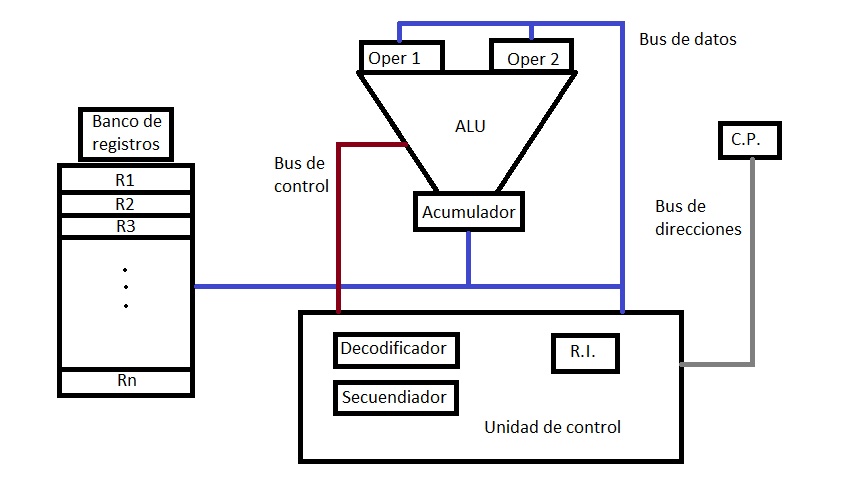 Oper 1
Oper 2
Bus de datos
ALU
Banco de
registros
C.P.
Bus de
control
R1
R2
R3
Acumulador
Bus de
direcciones
Decodificador
R.I.
Rn
Secuendiador
Unidad de control